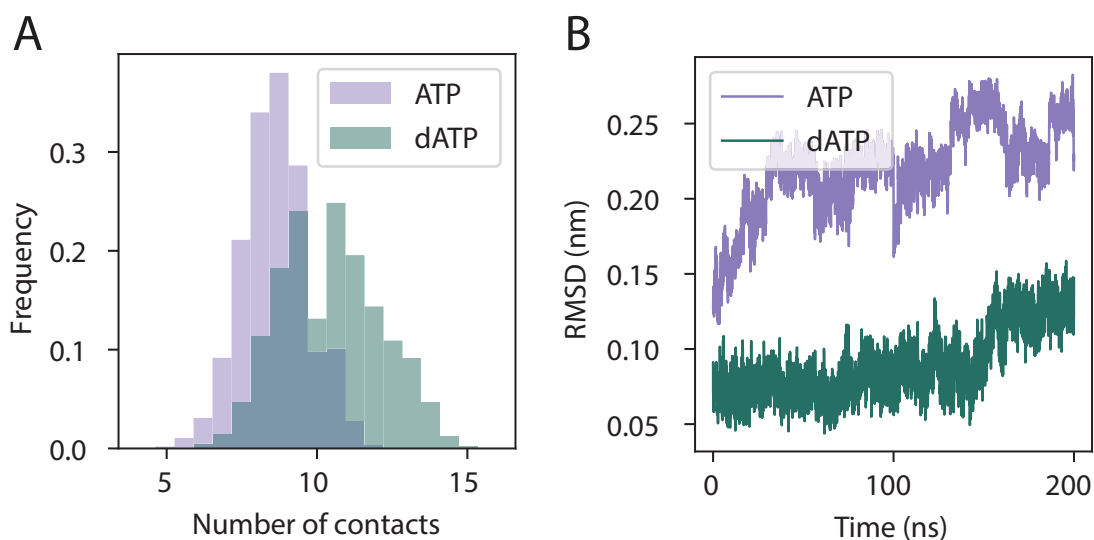 A
Frequency
0.3
0.2
0.1
0.0
ATP
dATP
5
10
15
Number of contacts
B
RMSD (nm)
0.25
0.20
0.15
0.10
0.05
ATP
dATP
0
100
200
Time (ns)